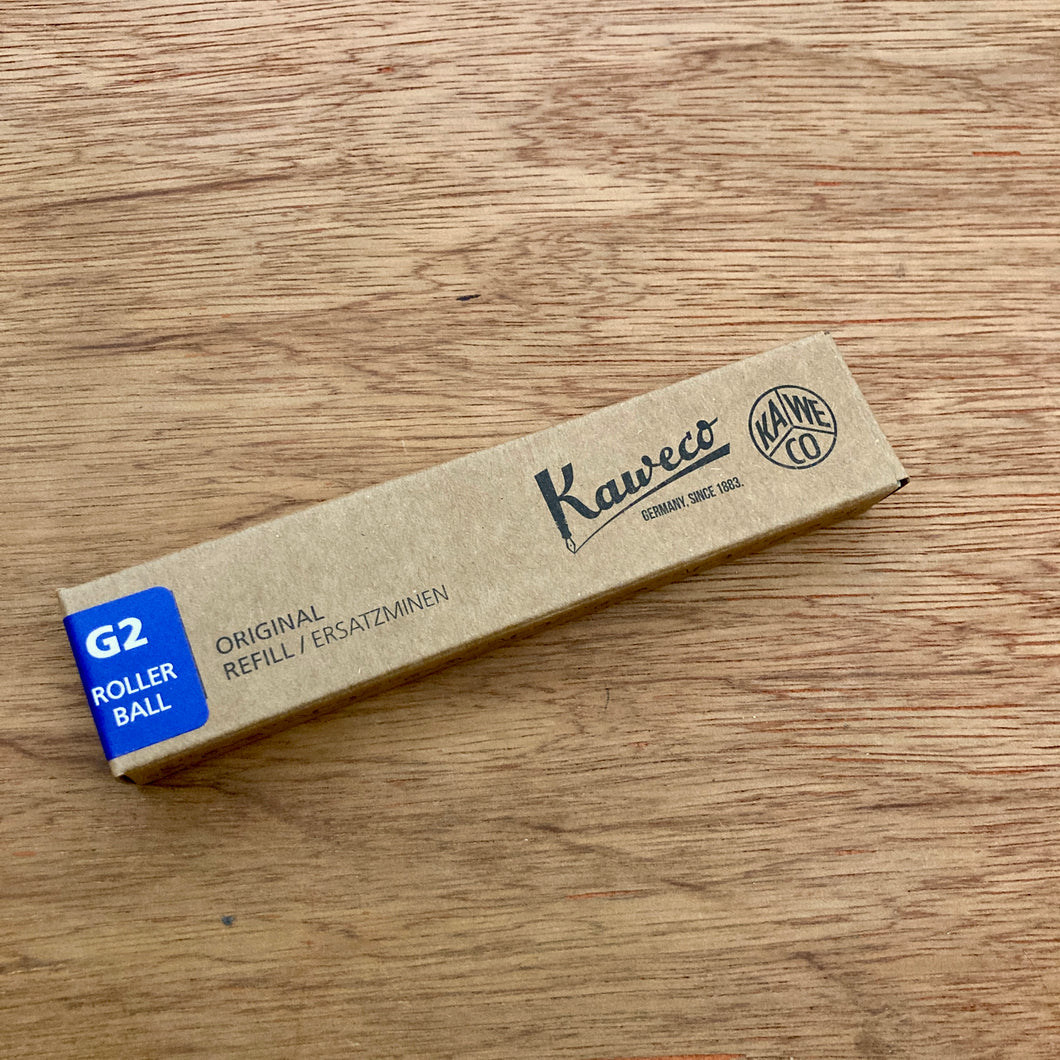 G2
ROLLER
BALL
ORIGINAL
REFILL / ERSATZMINEN
Kaweco
GERMANY, SINCE 1883.
KA WE
CO